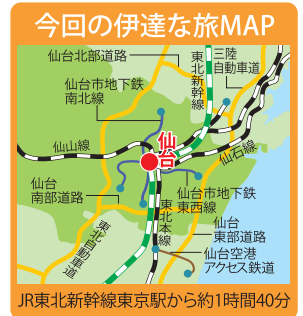 今回の伊達な旅MAP
仙台北部道路
仙台市地下鉄
南北線
東北新幹線
三陸
自動車道
仙山線
仙台
仙石線
仙台
南部道路
仙台市地下鉄
東西線
東北自動車道
東北本線
仙台
東部道路
仙台空港
アクセス鉄道
JR東北新幹線東京駅から約1時間40分